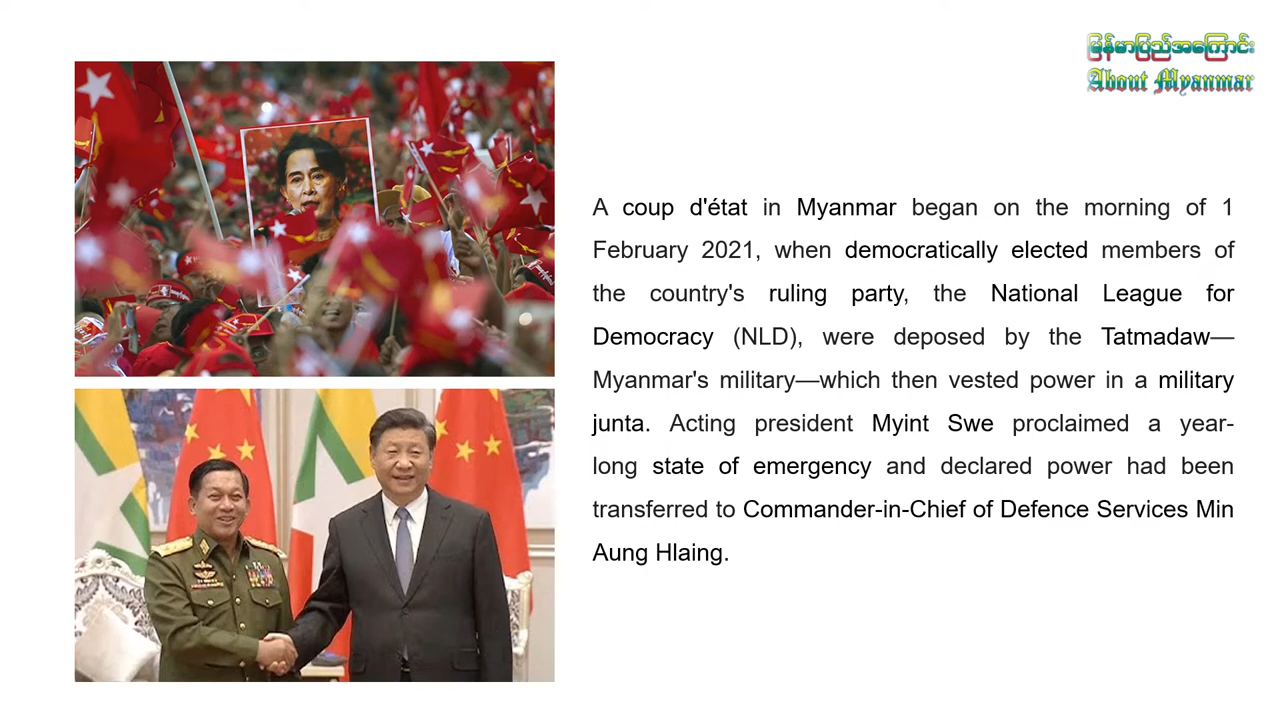 မြန်မာပြည်အကြောင်း
About Myanmar
A coup d'état in Myanmar began on the morning of 1
February 2021, when democratically elected members of
the country's ruling party, the National League for
Democracy (NLD), were deposed by the Tatmadaw—
Myanmar's military—which then vested power in a military
junta. Acting president Myint Swe proclaimed a year-
long state of emergency and declared power had been
transferred to Commander-in-Chief of Defence Services Min
Aung Hlaing.